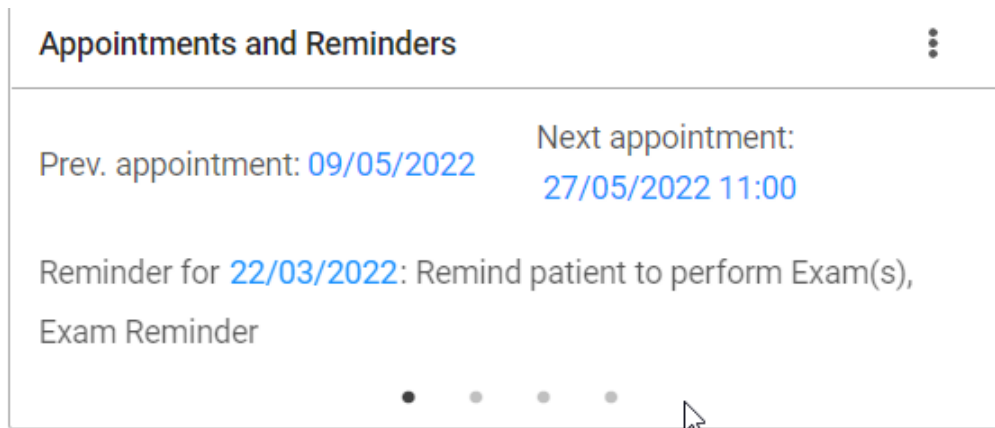 Appointments and Reminders
Prev. appointment: 09/05/2022
Next appointment:
27/05/2022 11:00
Reminder for 22/03/2022: Remind patient to perform Exam(s),
Exam Reminder